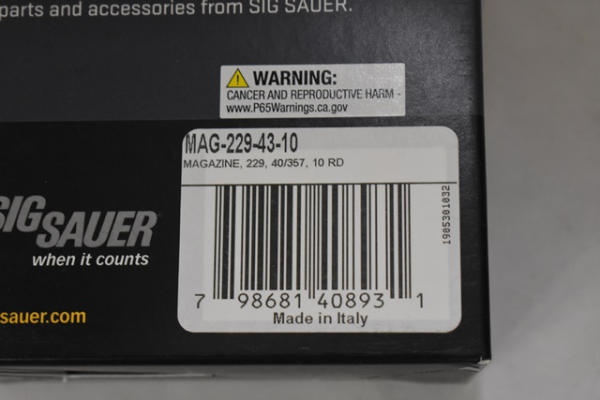 parts and accessories from SIG SAUER.
WARNING:
CANCER AND REPRODUCTIVE HARM -
www.P65Warnings.ca.gov
MAG-229-43-10
MAGAZINE, 229, 40/357, 10 RD
1905301032
SIG SAUER
when it counts
7 98681 40893 1
sauer.com
Made in Italy